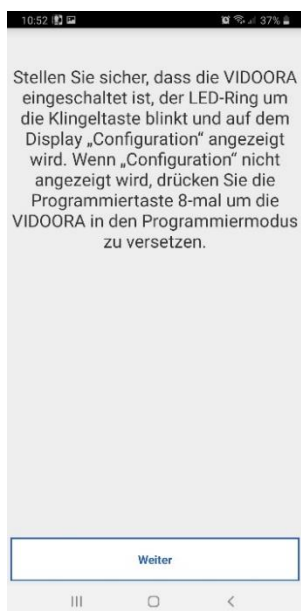 10:52
37%
Stellen Sie sicher, dass die VIDOORA
eingeschaltet ist, der LED-Ring um
die Klingeltaste blinkt und auf dem
Display „Configuration“ angezeigt
wird. Wenn „Configuration“ nicht
angezeigt wird, drücken Sie die
Programmiertaste 8-mal um die
VIDOORA in den Programmiermodus
zu versetzen.
Weiter